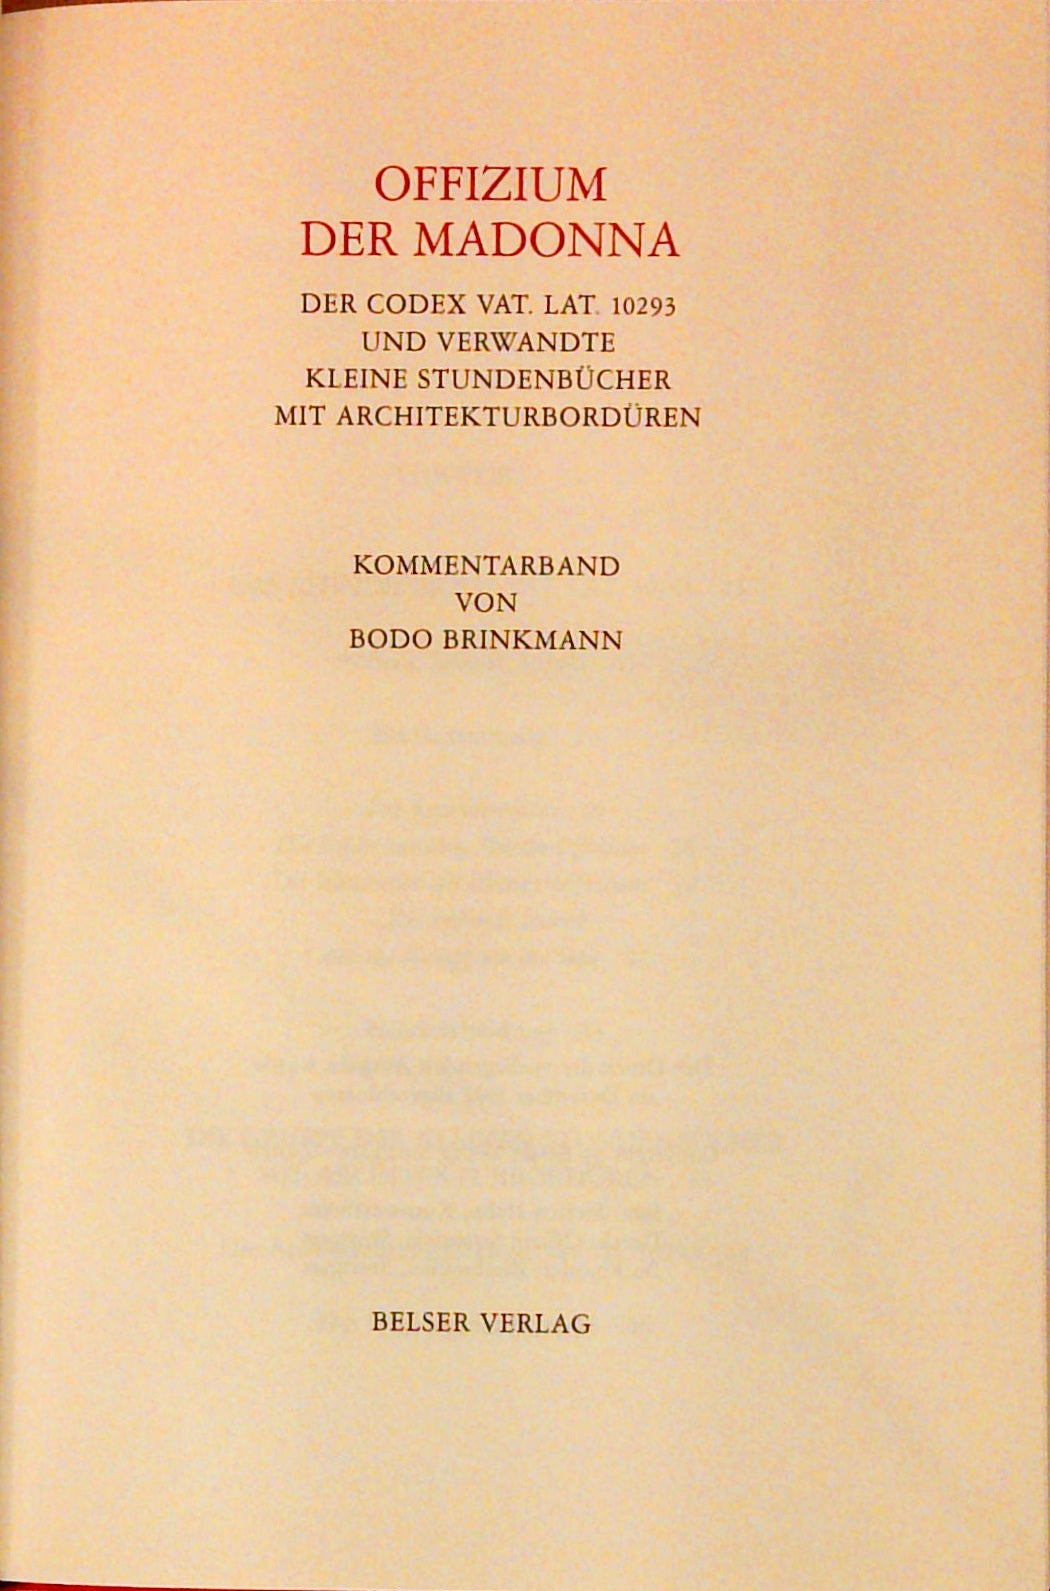 OFFIZIUM
DER MADONNA
DER CODEX VAT. LAT. 10293
UND VERWANDTE
KLEINE STUNDENBÜCHER
MIT ARCHITEKTURBORDÜREN
KOMMENTARBAND
VON
BODO BRINKMANN
BELSER VERLAG